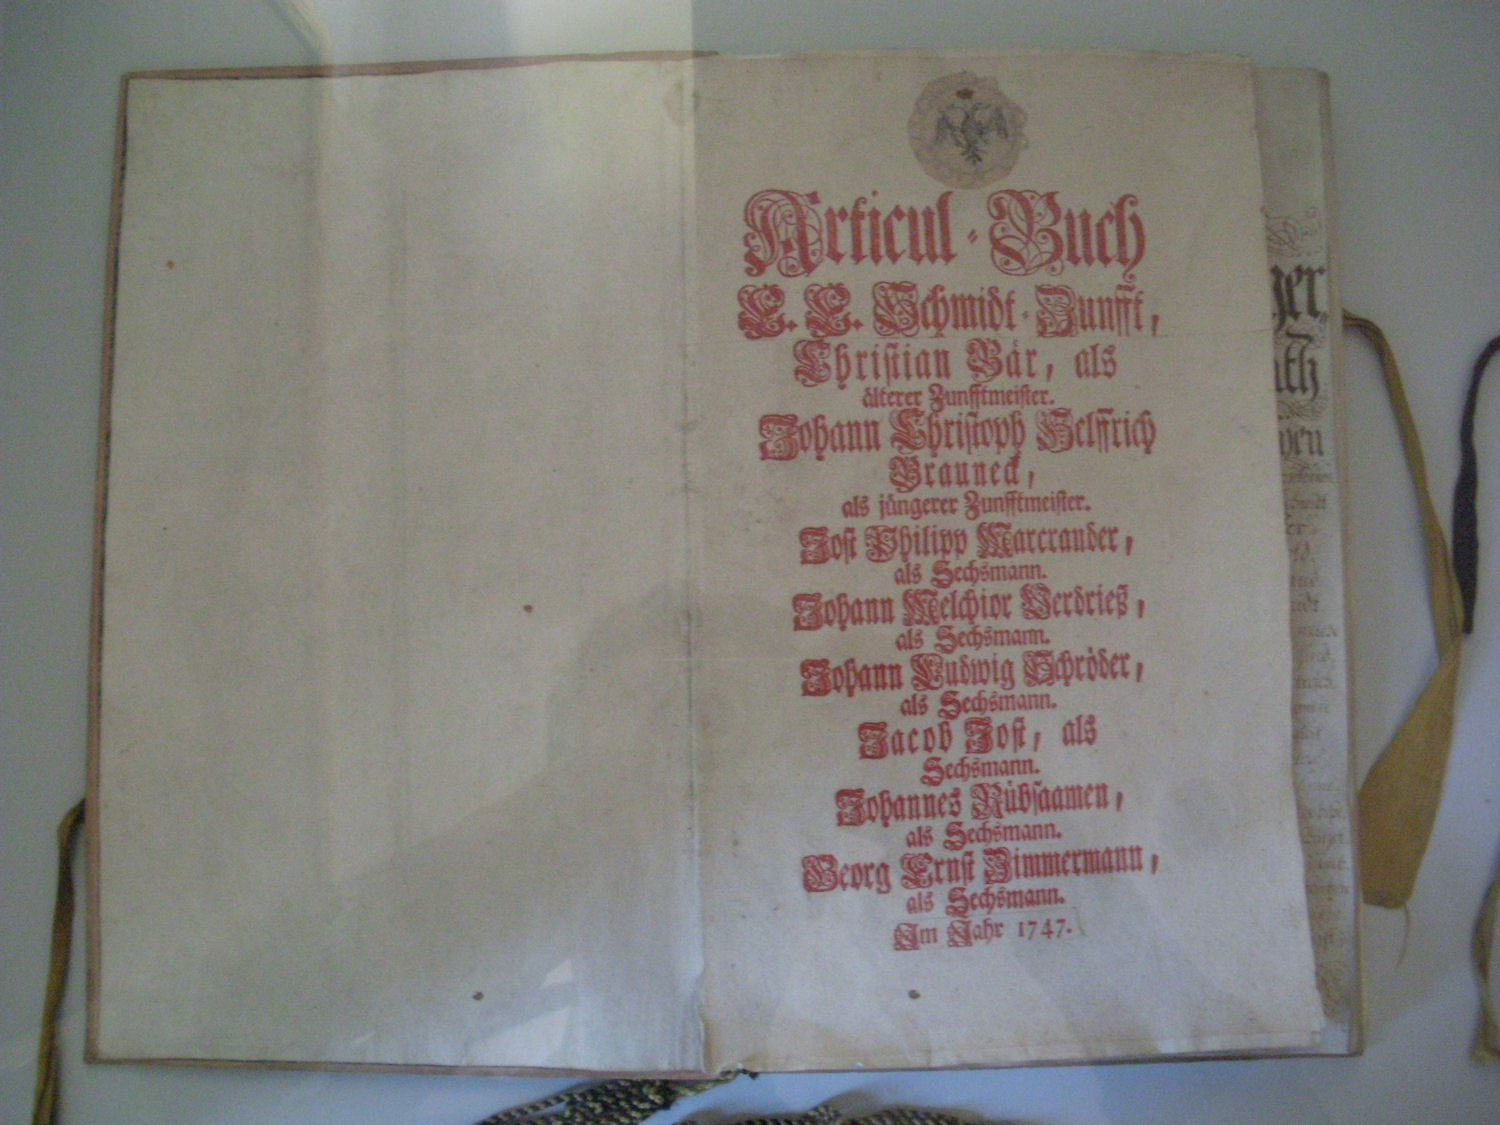 Articul-Buch
E. E. Schmidt-Zunfft,
Christian Bär, als
älterer Zunfftmeister.
Johann Christoph Helffrich
Brauneck,
als jüngerer Zunfftmeister.
Jost Philipp Marcrander,
als Sechsmann.
Johann Melchior Verdrieß,
als Sechsmann.
Johann Ludwig Schröder,
als Sechsmann.
Jacob Jost, als
Sechsmann.
Johannes Rübsaamen,
als Sechsmann.
Georg Ernst Zimmermann,
als Sechsmann.
Im Jahr 1747.